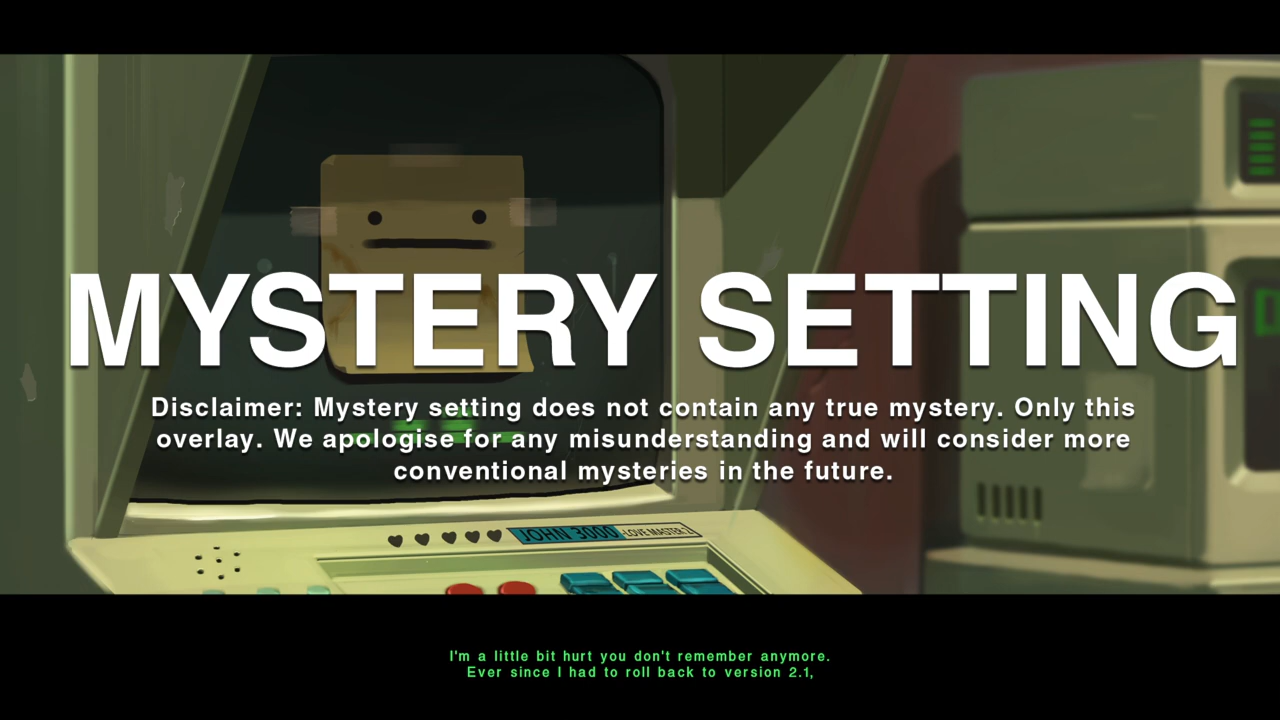 MYSTERY SETTING
Disclaimer: Mystery setting does not contain any true mystery. Only this
overlay. We apologise for any misunderstanding and will consider more
conventional mysteries in the future.
JOHN 3000 LOVE MASTER
I'm a little bit hurt you don't remember anymore.
Ever since I had to roll back to version 2.1,